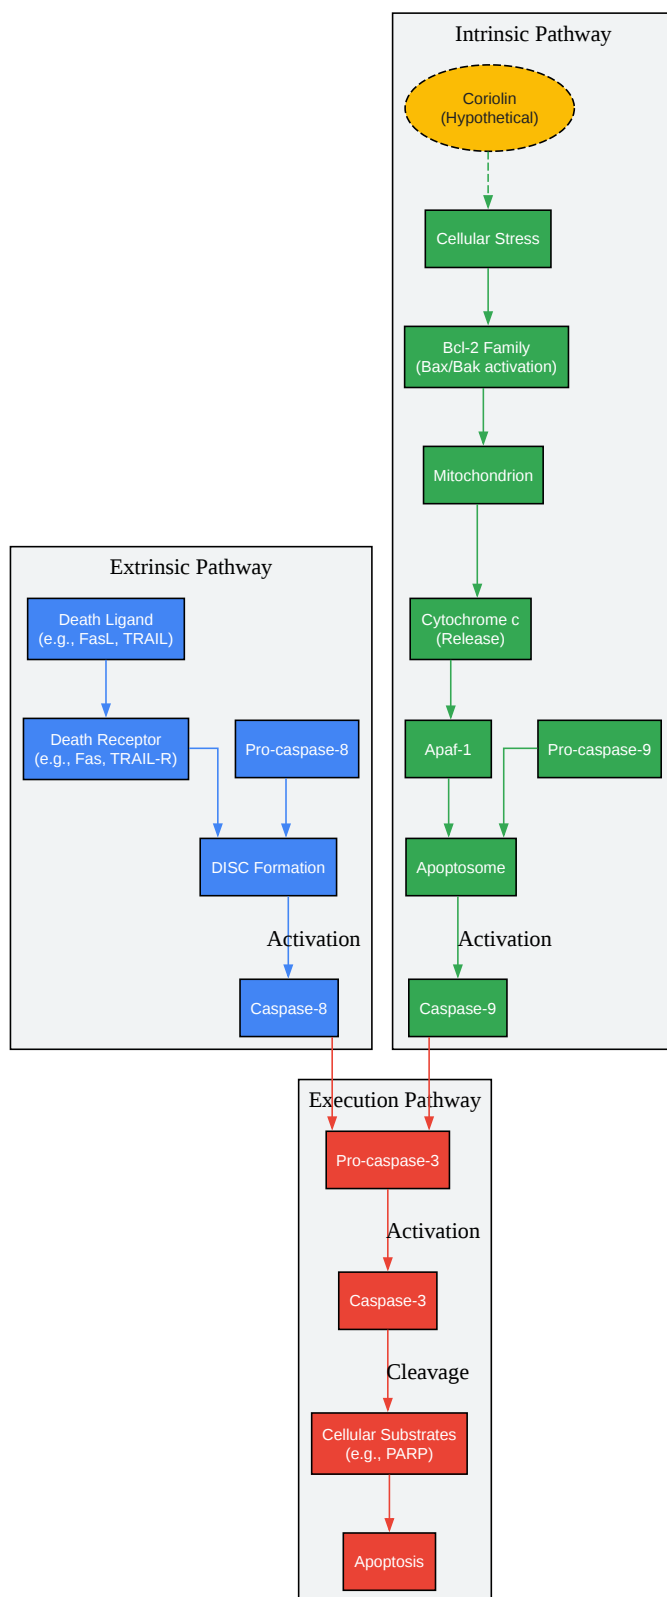 Intrinsic Pathway
Coriolin
(Hypothetical)
Cellular Stress
Bcl-2 Family
(Bax/Bak activation)
Mitochondrion
Extrinsic Pathway
Death Ligand
(e.g., FasL, TRAIL)
Cytochrome c
(Release)
Death Receptor
(e.g., Fas, TRAIL-R)
Pro-caspase-8
Apaf-1
Pro-caspase-9
DISC Formation
Apoptosome
Activation
Activation
Caspase-8
Caspase-9
Execution Pathway
Pro-caspase-3
Activation
Caspase-3
Cleavage
Cellular Substrates
(e.g., PARP)
Apoptosis